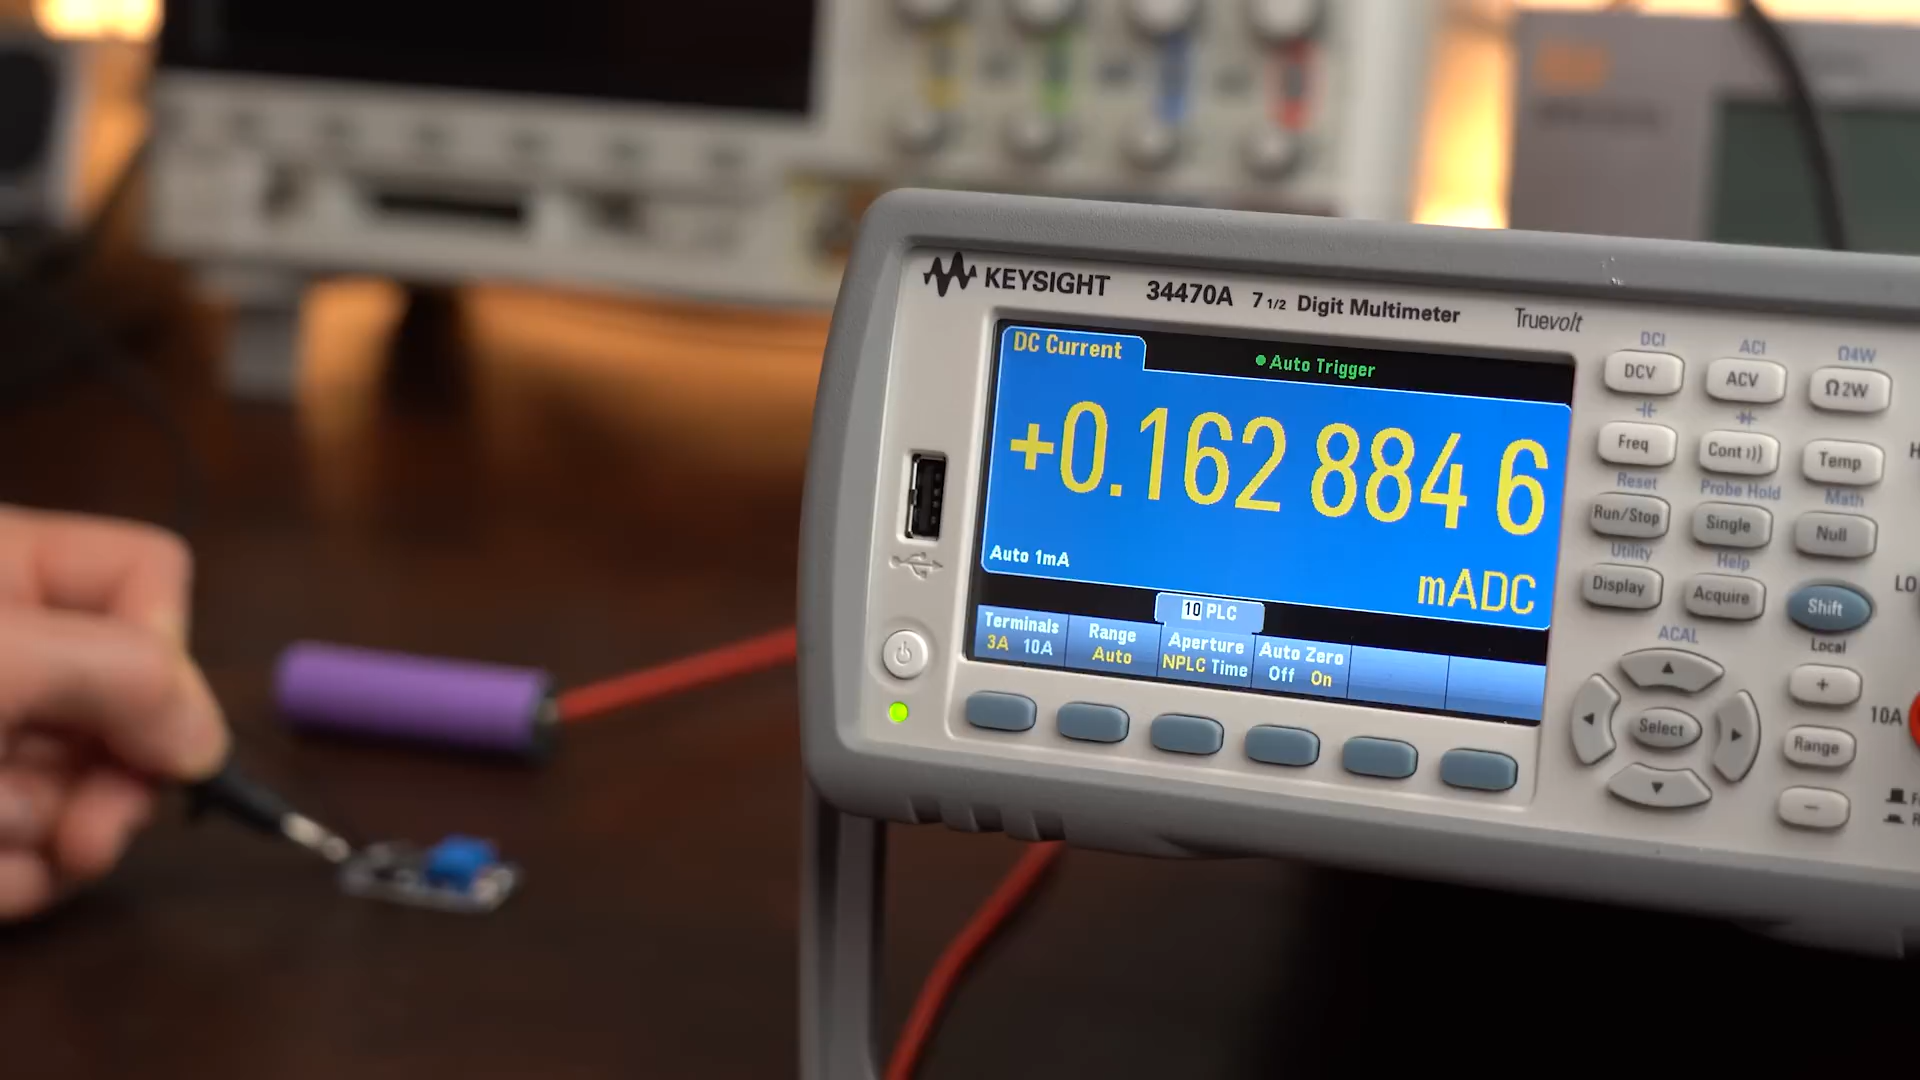 KEYSIGHT 34470A 7 1/2 Digit Multimeter Truevolt
DC Current
Auto Trigger
+0.162 884 6
Auto 1mA
mADC
10 PLC
Terminals
3A 10A
Range
Auto
Aperture
NPLC Time
Auto Zero
Off On
DCI ACI Ω4W
DCV ACV Ω2W
Freq Cont Temp
Reset Probe Hold Math
Run/Stop Single Null
Utility Help
Display Acquire Shift
LO
ACAL Local
+
Select
10A
Range
−